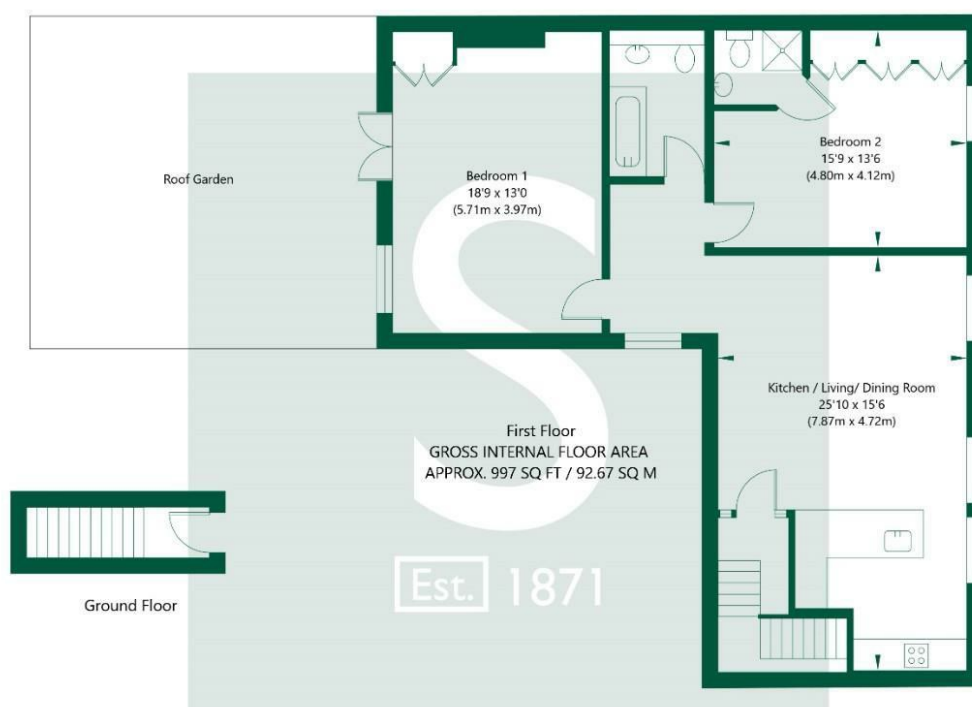 Roof Garden
Bedroom 1
18'9 x 13'0
(5.71m x 3.97m)
Bedroom 2
15'9 x 13'6
(4.80m x 4.12m)
Kitchen / Living/ Dining Room
25'10 x 15'6
(7.87m x 4.72m)
First Floor
GROSS INTERNAL FLOOR AREA
APPROX. 997 SQ FT / 92.67 SQ M
Ground Floor
S
Est. 1871